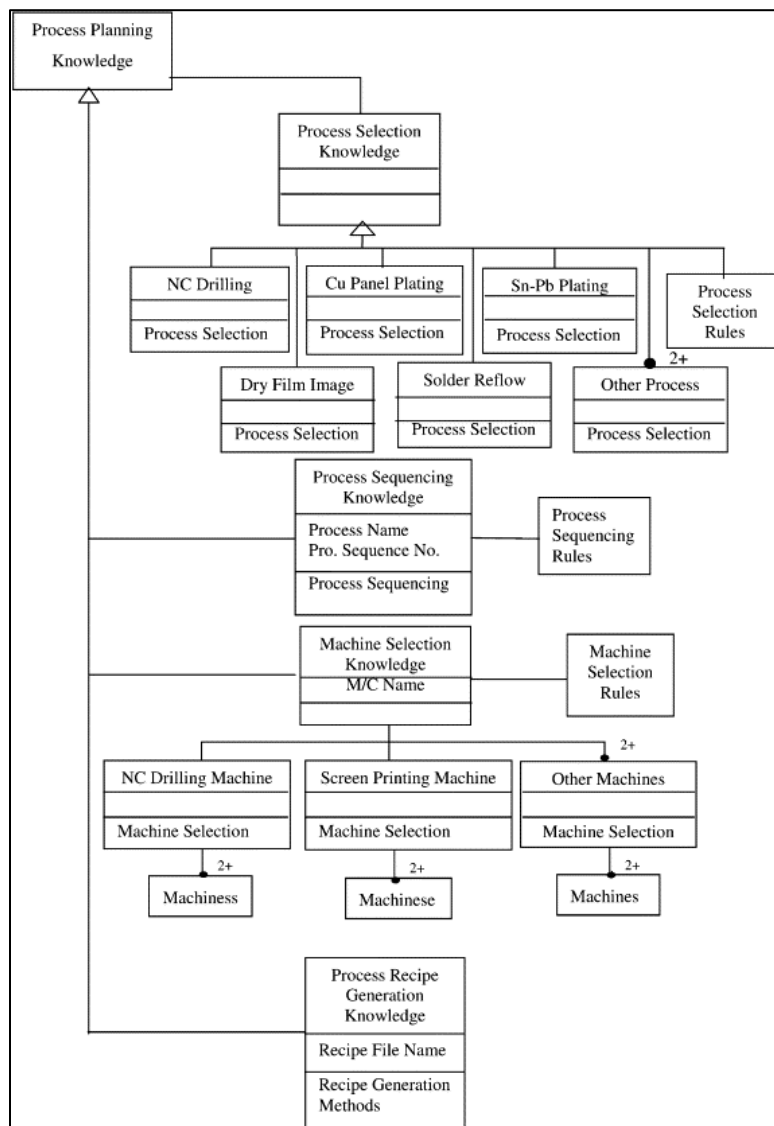 Process Planning
Knowledge
Process Selection
Knowledge
NC Drilling
Process Selection
Cu Panel Plating
Process Selection
Sn-Pb Plating
Process Selection
Process
Selection
Rules
2+
Dry Film Image
Process Selection
Solder Reflow
Process Selection
Other Process
Process Selection
Process Sequencing
Knowledge
Process Name
Pro. Sequence No.
Process Sequencing
Process
Sequencing
Rules
Machine Selection
Knowledge
M/C Name
Machine
Selection
Rules
2+
NC Drilling Machine
Machine Selection
Screen Printing Machine
Machine Selection
Other Machines
Machine Selection
2+
2+
2+
Machiness
Machinese
Machines
Process Recipe
Generation
Knowledge
Recipe File Name
Recipe Generation
Methods